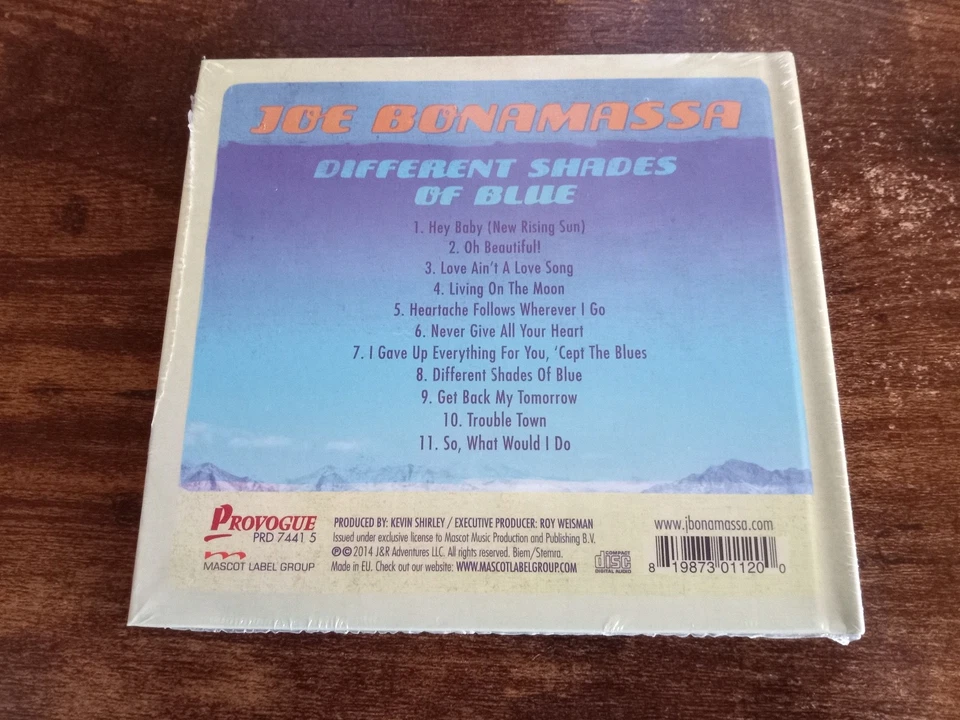 JOE BONAMASSA
DIFFERENT SHADES
OF BLUE
1. Hey Baby (New Rising Sun)
2. Oh Beautiful!
3. Love Ain't A Love Song
4. Living On The Moon
5. Heartache Follows Wherever I Go
6. Never Give All Your Heart
7. I Gave Up Everything For You, 'Cept The Blues
8. Different Shades Of Blue
9. Get Back My Tomorrow
10. Trouble Town
11. So, What Would I Do
PROVOGUE
PRD 7441 5
MASCOT LABEL GROUP
PRODUCED BY: KEVIN SHIRLEY / EXECUTIVE PRODUCER: ROY WEISMAN
Issued under exclusive license to Mascot Music Production and Publishing B.V.
℗© 2014 J&R Adventures LLC. All rights reserved. Biem/Stemra.
Made in EU. Check out our website: WWW.MASCOTLABELGROUP.COM
COMPACT
disc
DIGITAL AUDIO
www.jbonamassa.com
8 19873 01120 0